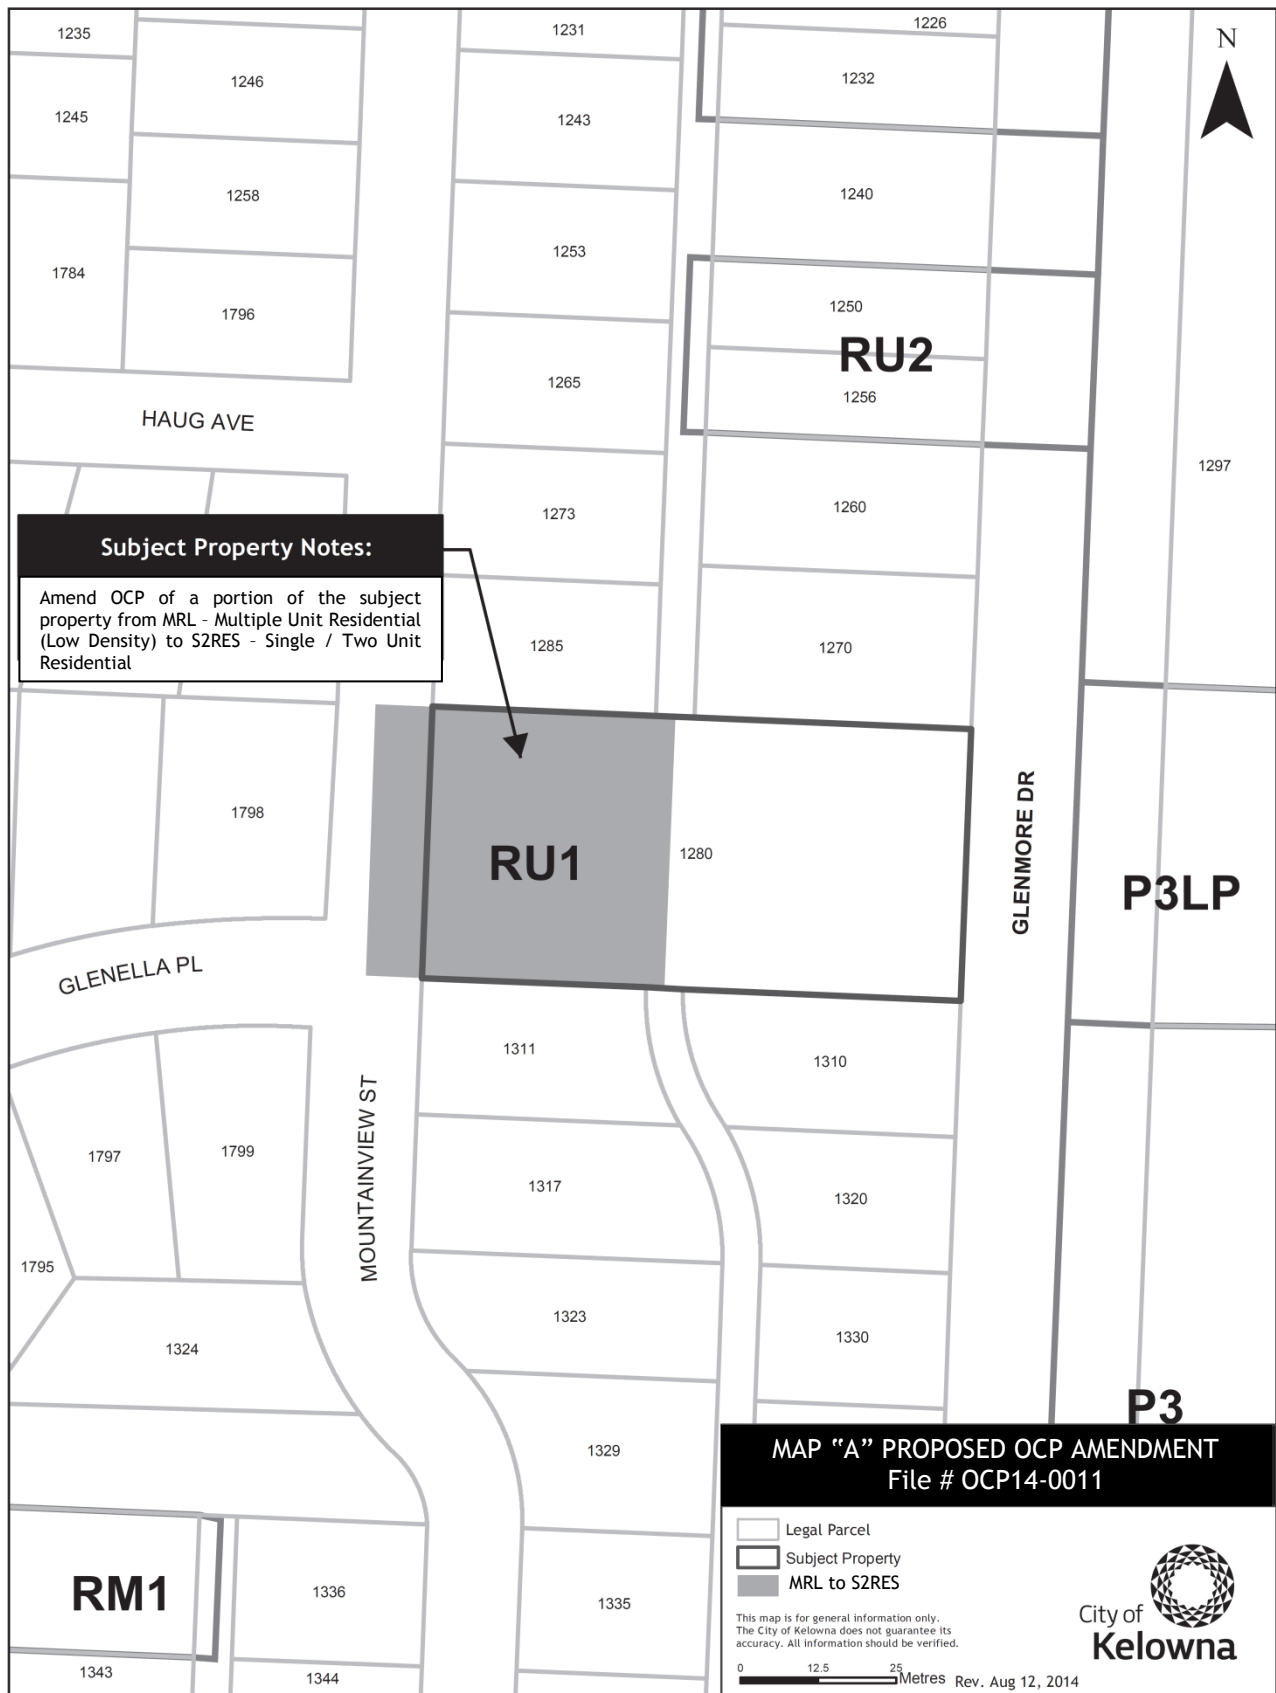 1235
1246
1245
1258
1784
1796
1231
1243
1253
1265
1273
1285
1226
1232
1240
1250
RU2
1256
1260
1270
1297
N
HAUG AVE
Subject Property Notes:
Amend OCP of a portion of the subject
property from MRL - Multiple Unit Residential
(Low Density) to S2RES - Single / Two Unit
Residential
1798
RU1
1280
GLENMORE DR
P3LP
GLENELLA PL
MOUNTAINVIEW ST
1311
1310
1797
1799
1317
1320
1795
1323
1330
1324
1329
P3
RM1
1336
1335
1343
1344
MAP “A” PROPOSED OCP AMENDMENT
File # OCP14-0011
Legal Parcel
Subject Property
MRL to S2RES
This map is for general information only.
The City of Kelowna does not guarantee its
accuracy. All information should be verified.
0 12.5 25
Metres Rev. Aug 12, 2014
City of
Kelowna